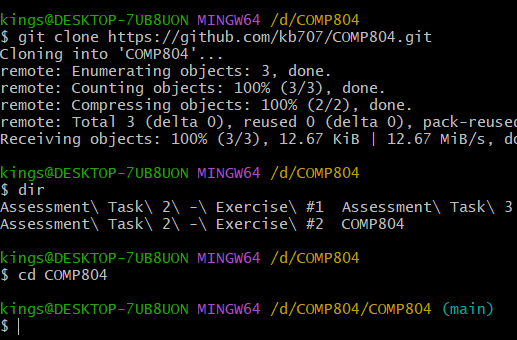 kings@DESKTOP-7UB8UON MINGW64 /d/COMP804
$ git clone https://github.com/kb707/COMP804.git
Cloning into 'COMP804'...
remote: Enumerating objects: 3, done.
remote: Counting objects: 100% (3/3), done.
remote: Compressing objects: 100% (2/2), done.
remote: Total 3 (delta 0), reused 0 (delta 0), pack-reused
Receiving objects: 100% (3/3), 12.67 KiB | 12.67 MiB/s, do
kings@DESKTOP-7UB8UON MINGW64 /d/COMP804
$ dir
Assessment\ Task\ 2\ -\ Exercise\ #1  Assessment\ Task\ 3
Assessment\ Task\ 2\ -\ Exercise\ #2  COMP804
kings@DESKTOP-7UB8UON MINGW64 /d/COMP804
$ cd COMP804
kings@DESKTOP-7UB8UON MINGW64 /d/COMP804/COMP804 (main)
$